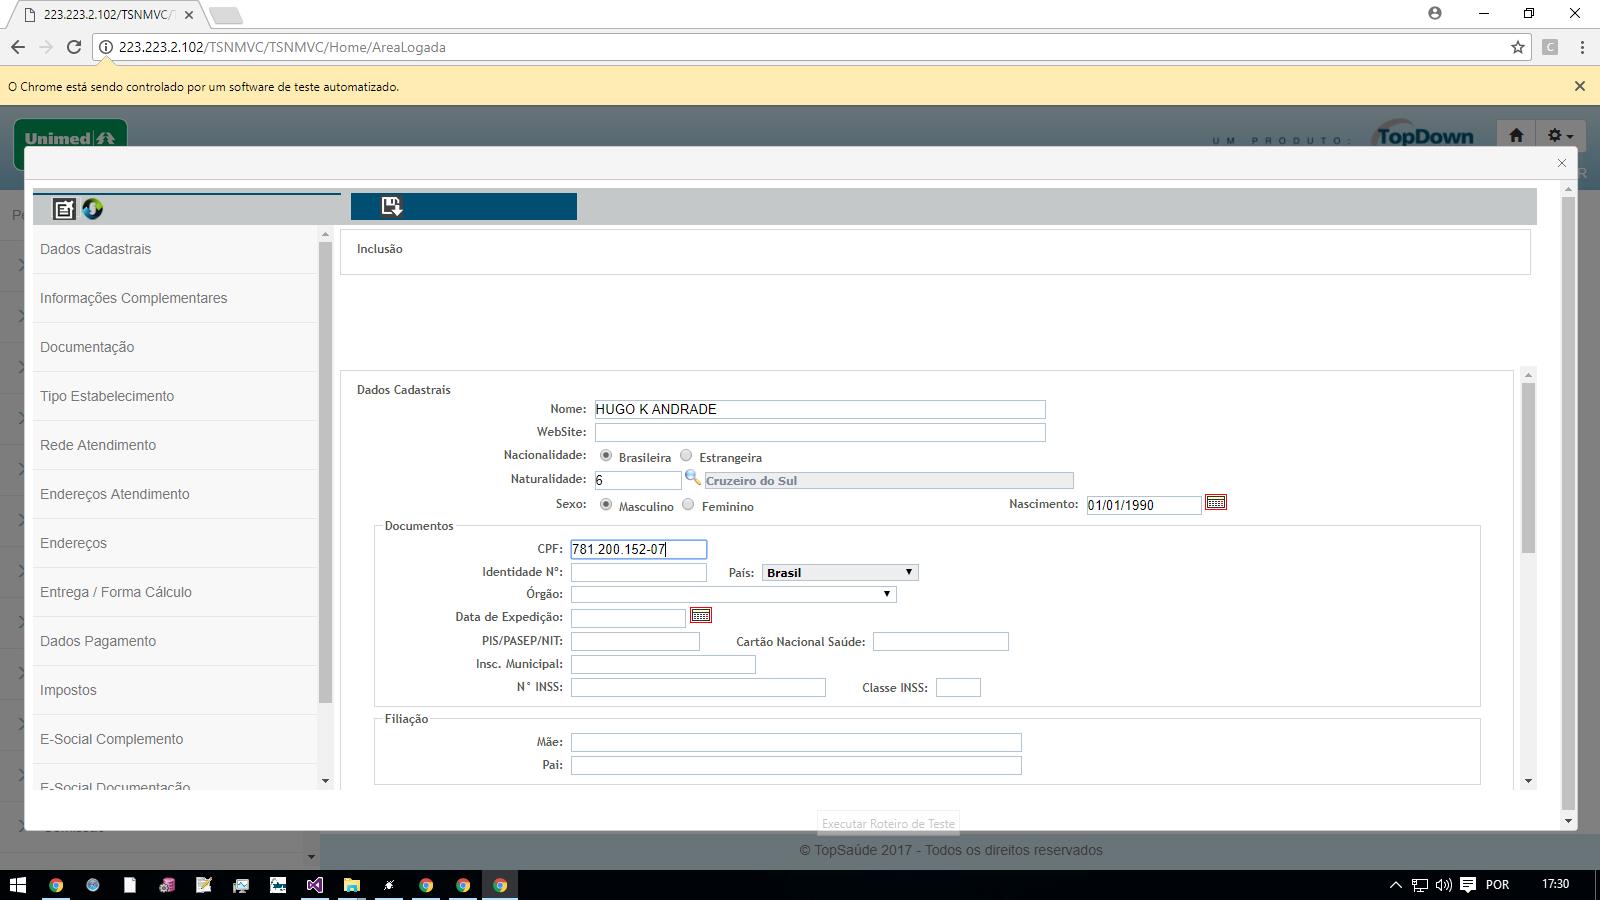 223.223.2.102/TSNMVC/T
223.223.2.102/TSNMVC/TSNMVC/Home/AreaLogada
C
O Chrome está sendo controlado por um software de teste automatizado.
Unimed
UM PRODUTO: TopDown
Inclusão
Dados Cadastrais
Informações Complementares
Documentação
Tipo Estabelecimento
Rede Atendimento
Endereços Atendimento
Endereços
Entrega / Forma Cálculo
Dados Pagamento
Impostos
E-Social Complemento
E-Social Documentação
Dados Cadastrais
Nome: HUGO K ANDRADE
WebSite:
Nacionalidade: Brasileira Estrangeira
Naturalidade: 6 Cruzeiro do Sul
Sexo: Masculino Feminino Nascimento: 01/01/1990
Documentos
CPF: 781.200.152-07
Identidade Nº: País: Brasil
Órgão:
Data de Expedição:
PIS/PASEP/NIT: Cartão Nacional Saúde:
Insc. Municipal:
N° INSS: Classe INSS:
Filiação
Mãe:
Pai:
Executar Roteiro de Teste
© TopSaúde 2017 - Todos os direitos reservados
POR 17:30